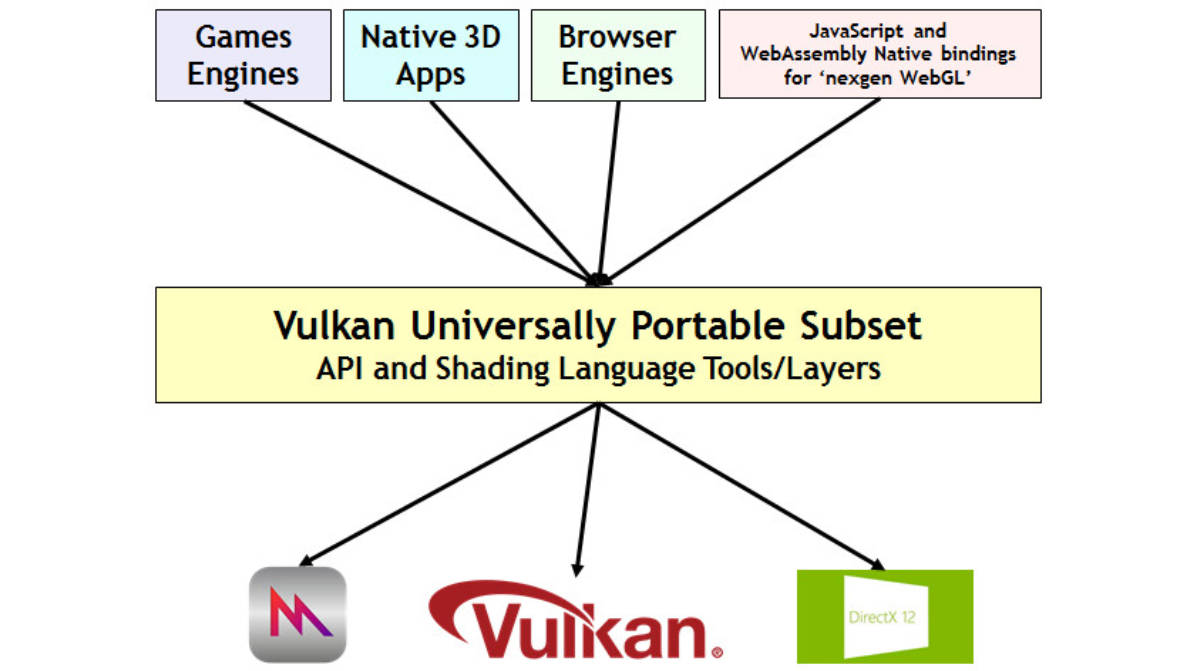 Games
Engines
Native 3D
Apps
Browser
Engines
JavaScript and
WebAssembly Native bindings
for ‘nexgen WebGL’
Vulkan Universally Portable Subset
API and Shading Language Tools/Layers
Vulkan®
DirectX 12